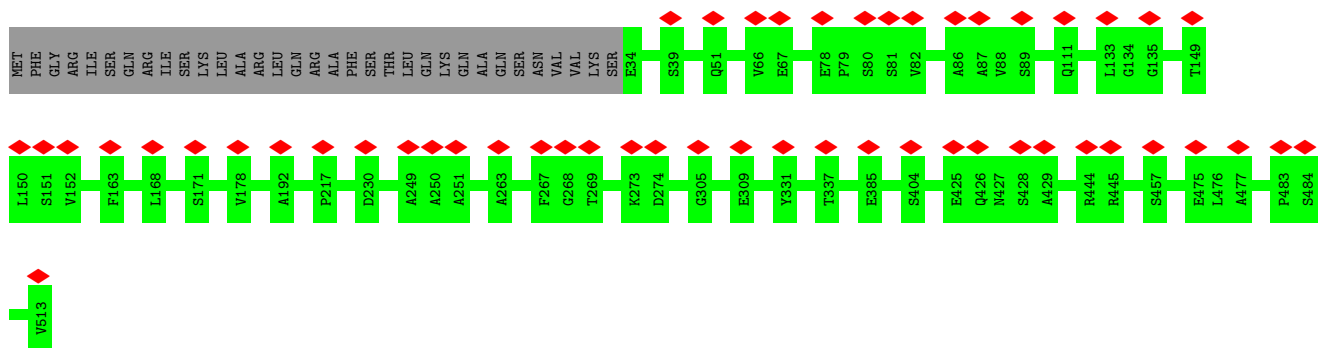 MET PHE GLY ARG ILE SER GLN ARG ILE SER LYS LEU ALA ARG LEU GLN ARG ALA PHE SER THR LEU GLN LYS GLN ALA GLN SER ASN VAL VAL LYS SER E34 S39 Q51 V66 E67 E78 P79 S80 S81 V82 A86 A87 V88 S89 Q111 L133 G134 G135 T149
L150 S151 V152 F163 L168 S171 V178 A192 P217 D230 A249 A250 A251 A263 F267 G268 T269 K273 D274 G305 E309 Y331 T337 E385 S404 E425 Q426 N427 S428 A429 R444 R445 S457 E475 L476 A477 P483 S484
V513